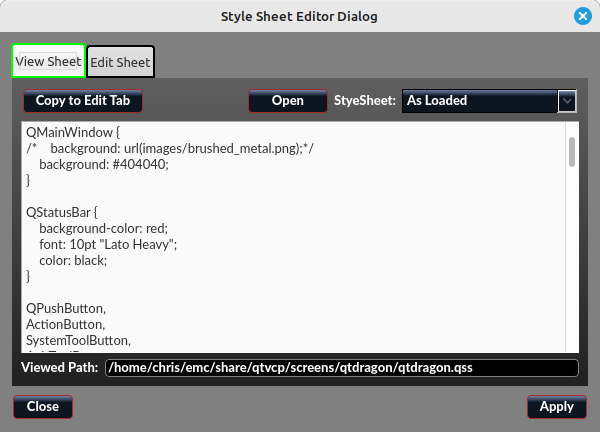 Style Sheet Editor Dialog
View Sheet Edit Sheet
Copy to Edit Tab Open StyeSheet: As Loaded
QMainWindow {
/* background: url(images/brushed_metal.png);*/
background: #404040;
}
QStatusBar {
background-color: red;
font: 10pt "Lato Heavy";
color: black;
}
QPushButton,
ActionButton,
SystemToolButton,
Viewed Path: /home/chris/emc/share/qtvcp/screens/qtdragon/qtdragon.qss
Close Apply